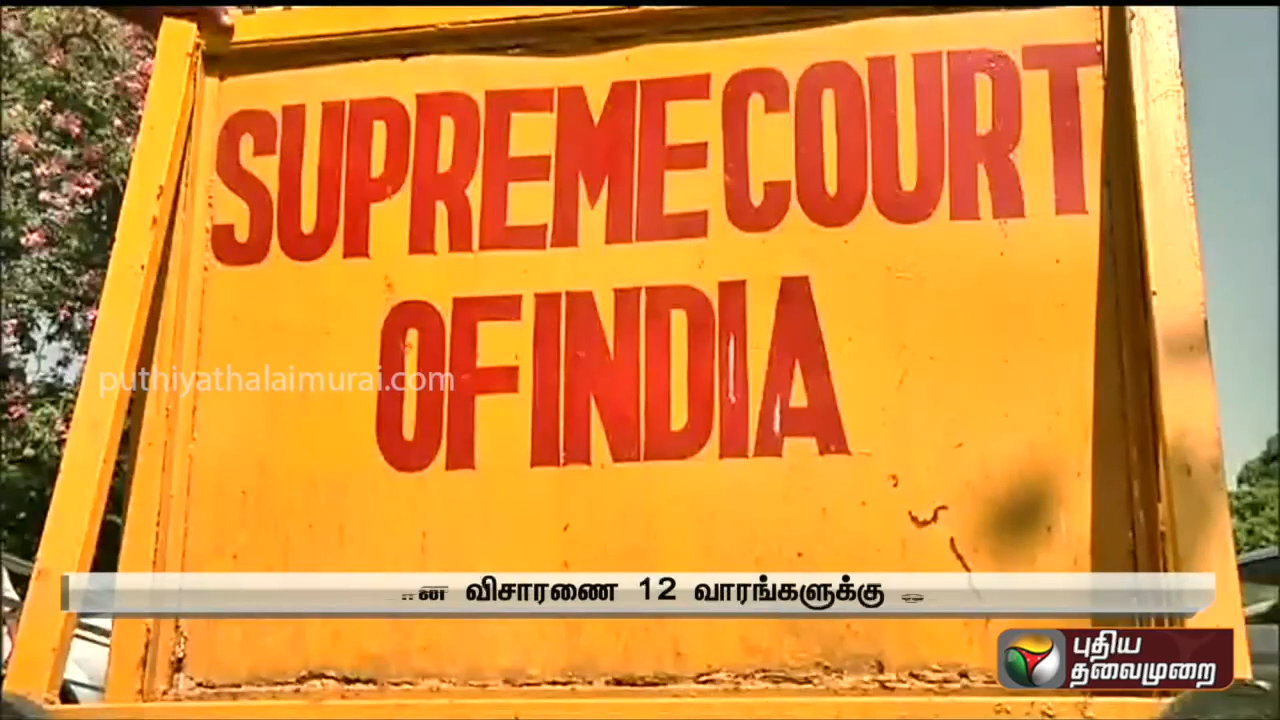 SUPREME COURT
OF INDIA
puthiyathalaimurai.com
விசாரணை 12 வாரங்களுக்கு
புதிய
தலைமுறை